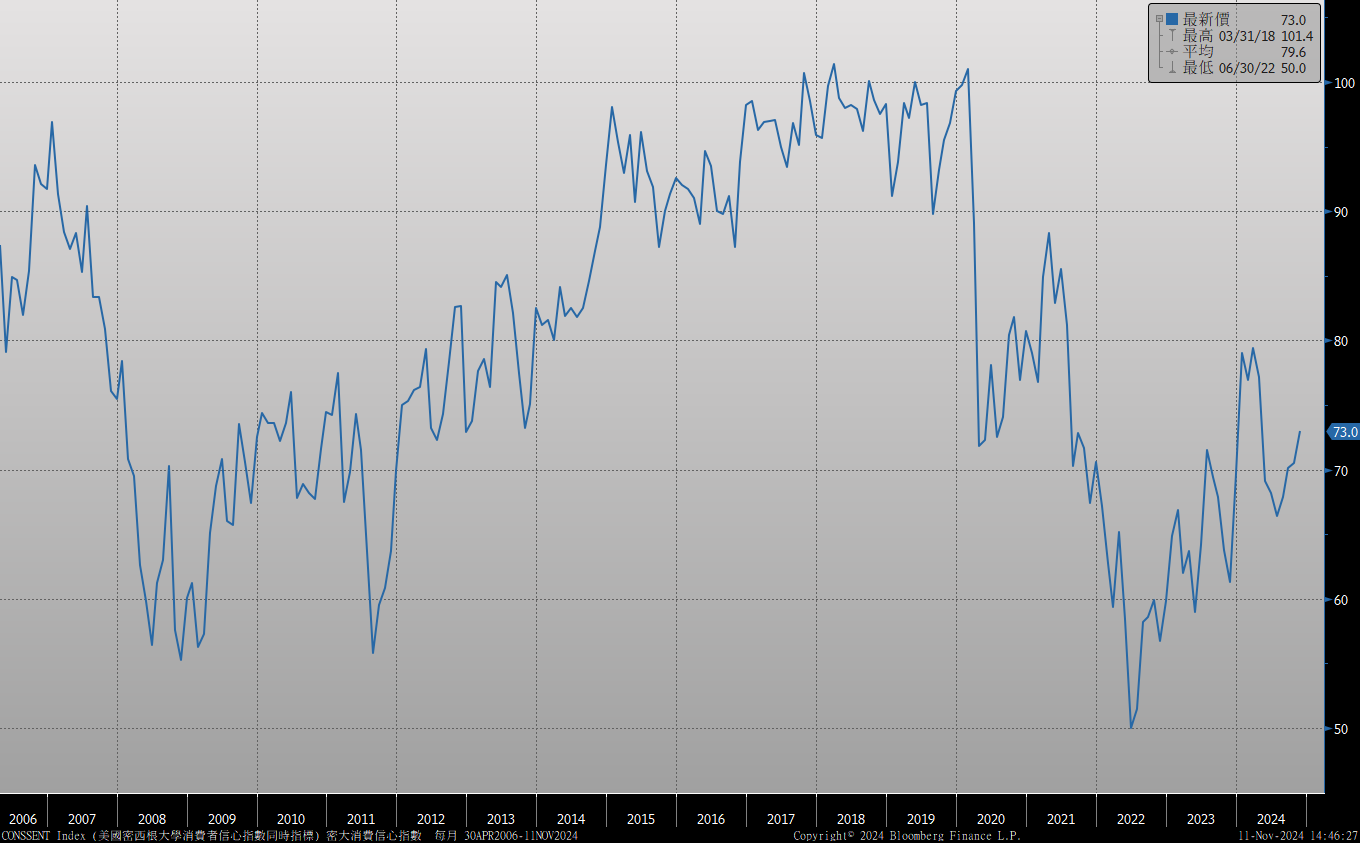 最新價 73.0
最高 03/31/18 101.4
平均 79.6
最低 06/30/22 50.0
100
90
80
73.0
70
60
50
2006 2007 2008 2009 2010 2011 2012 2013 2014 2015 2016 2017 2018 2019 2020 2021 2022 2023 2024
CONSSENT Index (美國密西根大學消費者信心指數同時指標) 密大消費信心指數 每月 30APR2006-11NOV2024 Copyright© 2024 Bloomberg Finance L.P. 11-Nov-2024 14:46:27